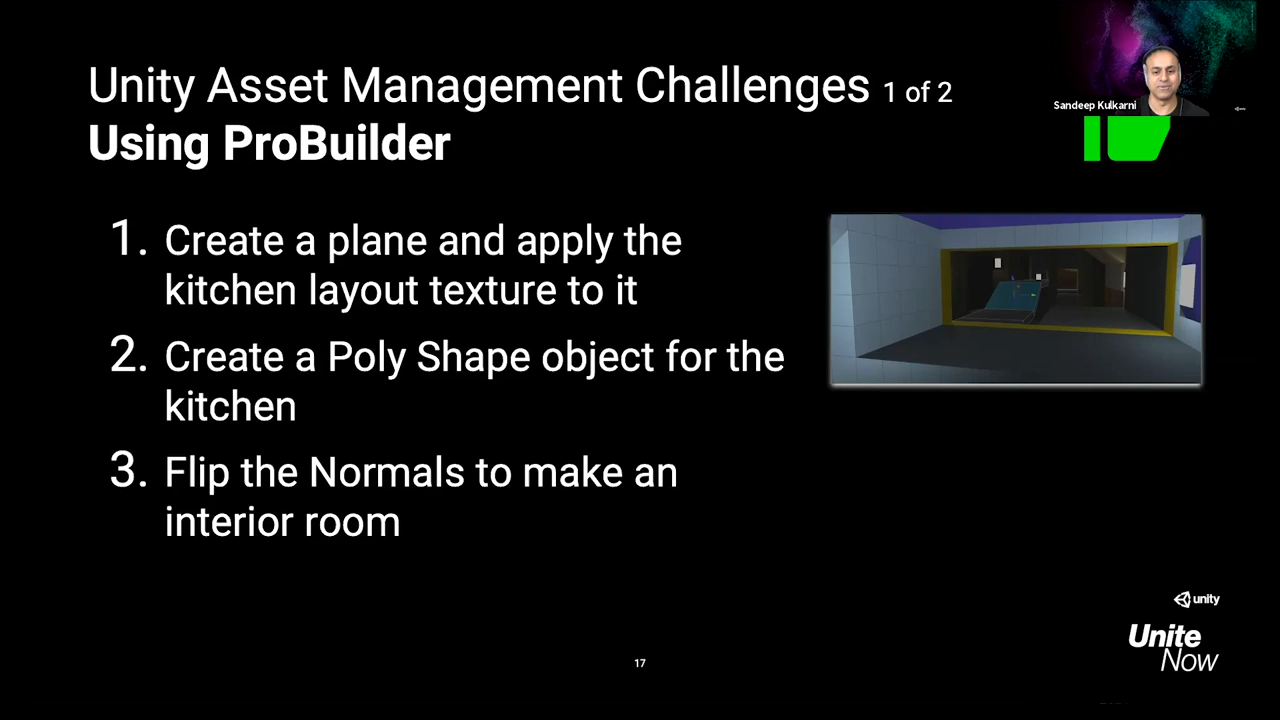 Unity Asset Management Challenges 1 of 2
Using ProBuilder
Sandeep Kulkarni
1. Create a plane and apply the
kitchen layout texture to it
2. Create a Poly Shape object for the
kitchen
3. Flip the Normals to make an
interior room
unity
Unite
Now
17